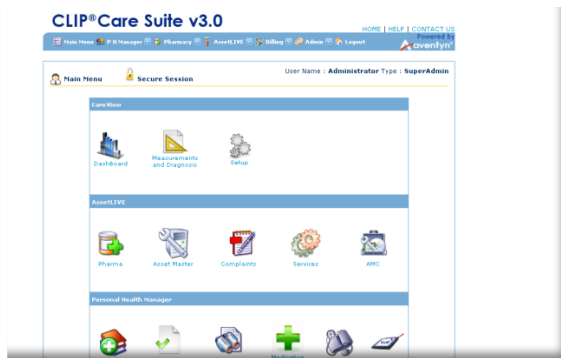 CLIP®Care Suite v3.0
HOME | HELP | CONTACT US
Main Menu P H Manager Pharmacy AssetLIVE Billing Admin Logout
Powered by
aventyn
Main Menu Secure Session User Name : Administrator Type : SuperAdmin
CareView
Dashboard Measurements and Diagnosis Setup
AssetLIVE
Pharma Asset Master Complaints Services AMC
Personal Health Manager
Medication